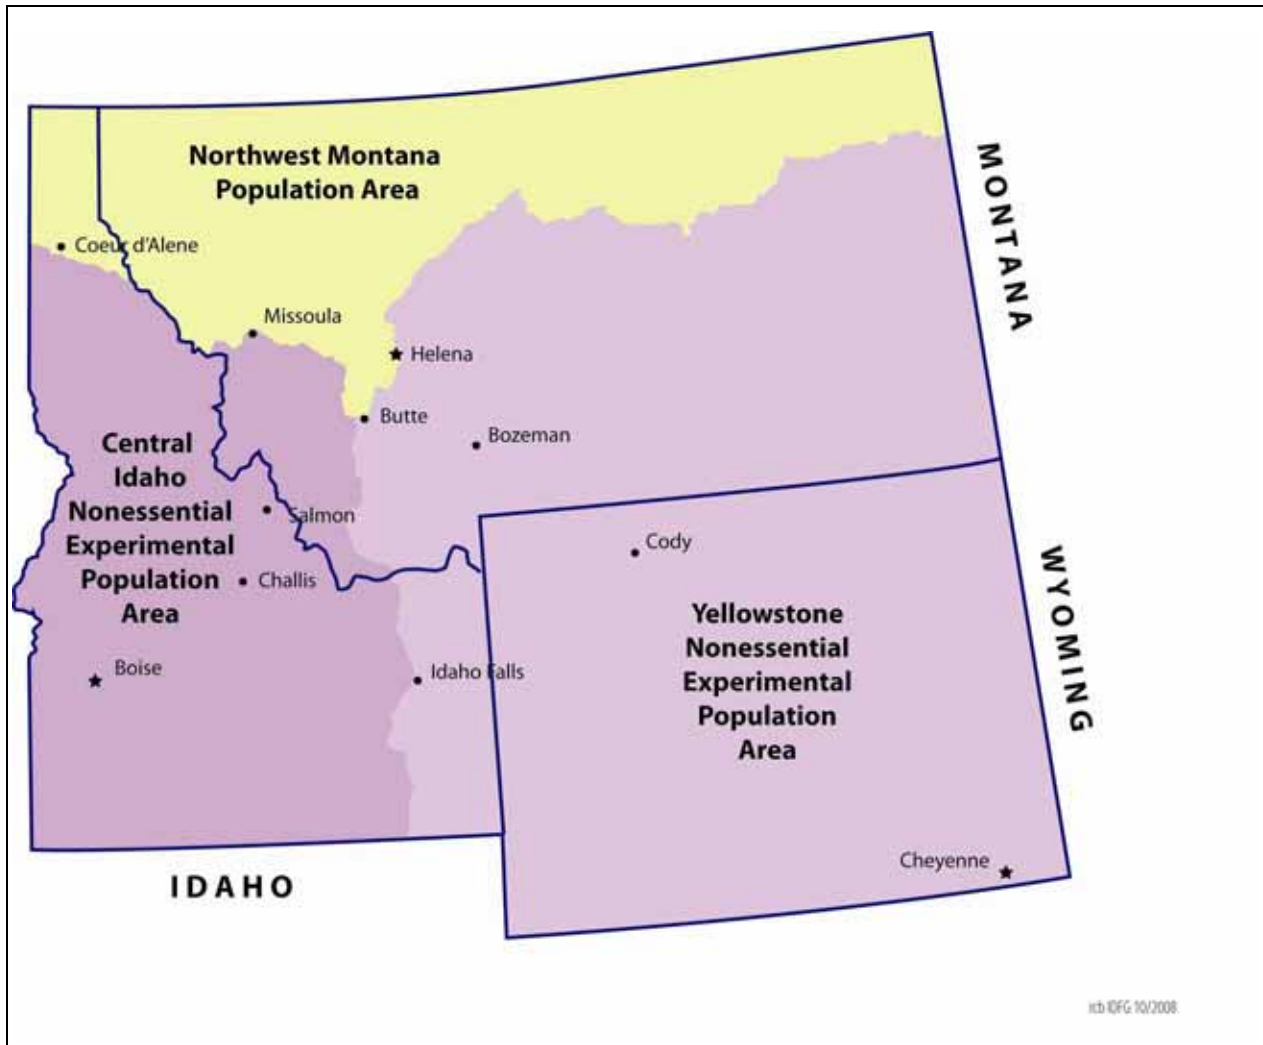 Northwest Montana
Population Area
MONTANA
Coeur d'Alene
Missoula
Helena
Butte
Bozeman
Central
Idaho
Nonessential
Experimental
Population
Area
Salmon
Challis
Boise
Idaho Falls
Cody
Yellowstone
Nonessential
Experimental
Population
Area
WYOMING
Cheyenne
IDAHO
rcb IDFG 10/2008